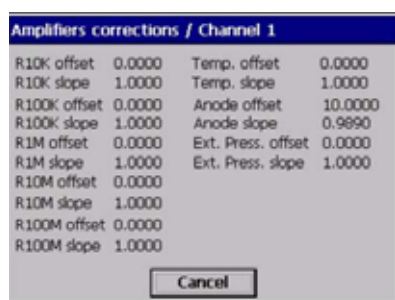 Amplifiers corrections / Channel 1
R10K offset 0.0000 Temp. offset 0.0000
R10K slope 1.0000 Temp. slope 1.0000
R100K offset 0.0000 Anode offset 10.0000
R100K slope 1.0000 Anode slope 0.9890
R1M offset 0.0000 Ext. Press. offset 0.0000
R1M slope 1.0000 Ext. Press. slope 1.0000
R10M offset 0.0000
R10M slope 1.0000
R100M offset 0.0000
R100M slope 1.0000
Cancel